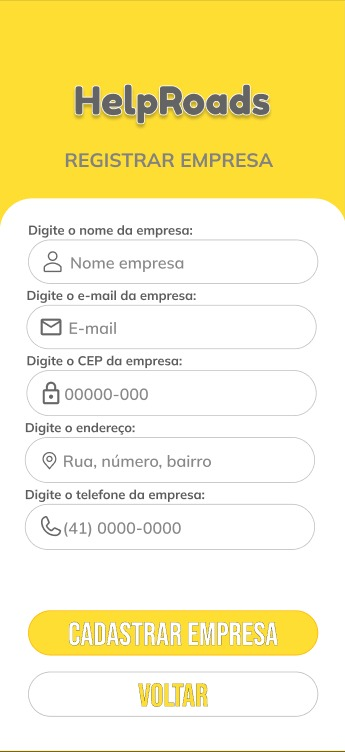 HelpRoads
REGISTRAR EMPRESA
Digite o nome da empresa:
Nome empresa
Digite o e-mail da empresa:
E-mail
Digite o CEP da empresa:
00000-000
Digite o endereço:
Rua, número, bairro
Digite o telefone da empresa:
(41) 0000-0000
CADASTRAR EMPRESA
VOLTAR